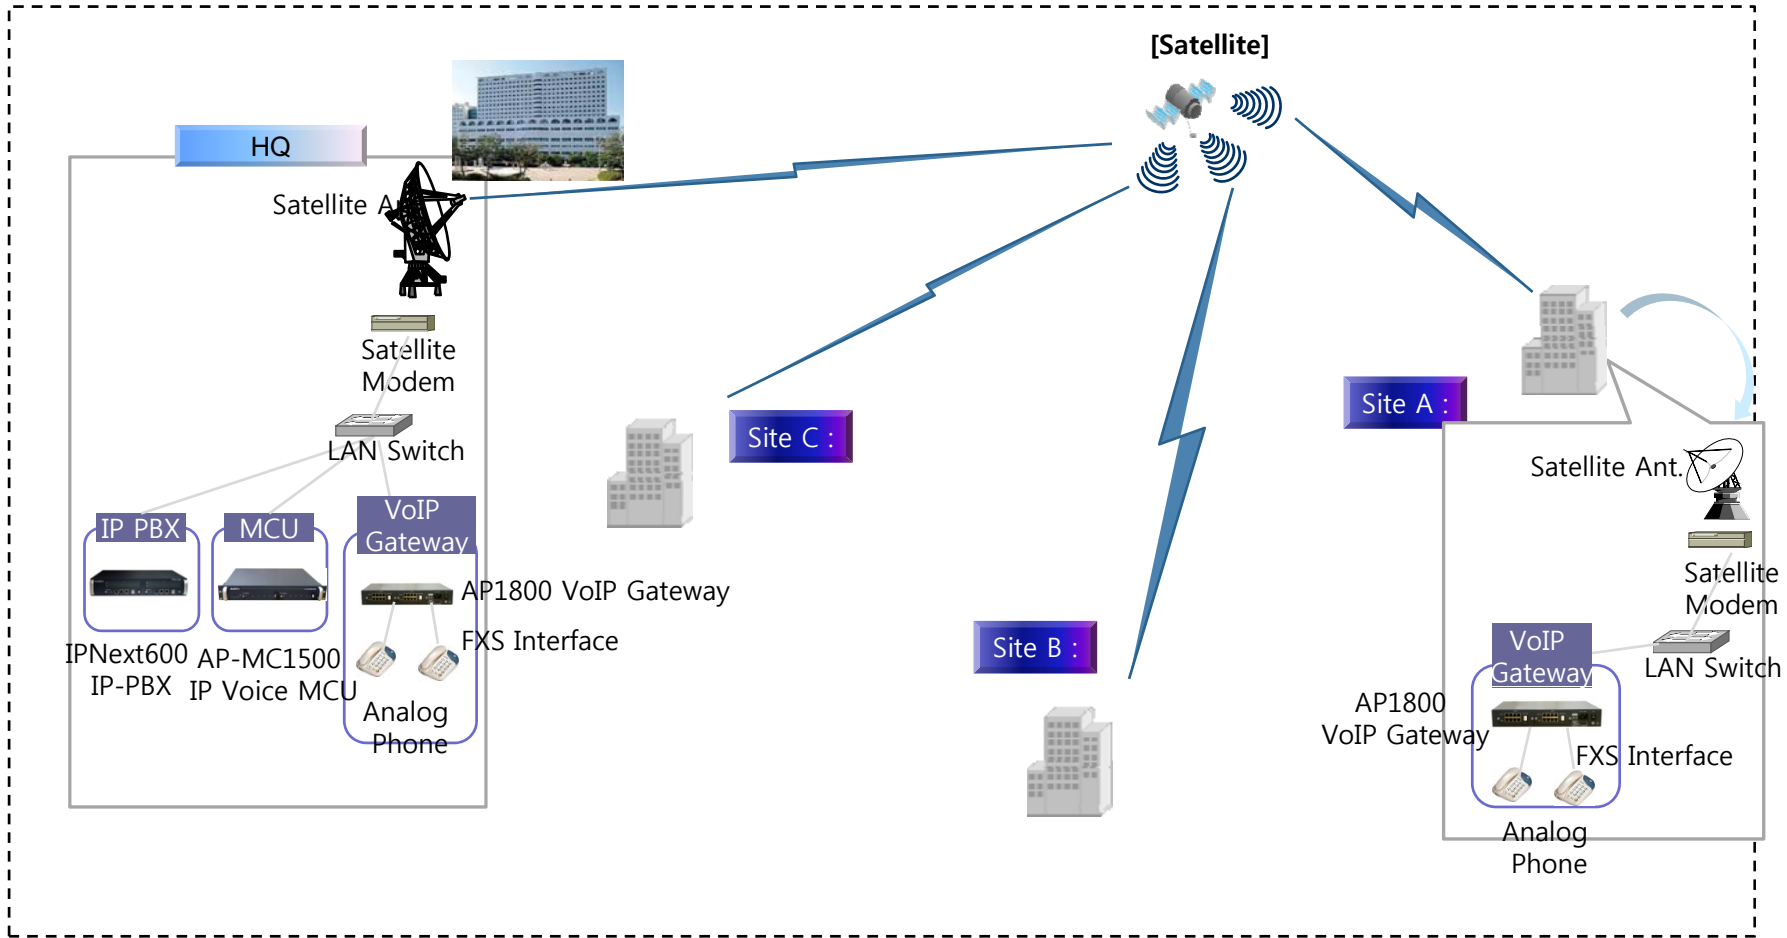 [Satellite]
HQ
Satellite A
Satellite
Modem
LAN Switch
IP PBX
MCU
VoIP
Gateway
AP1800 VoIP Gateway
FXS Interface
IPNext600
IP-PBX
AP-MC1500
IP Voice MCU
Analog
Phone
Site C :
Site B :
Site A :
Satellite Ant.
Satellite
Modem
LAN Switch
VoIP
Gateway
AP1800
VoIP Gateway
FXS Interface
Analog
Phone